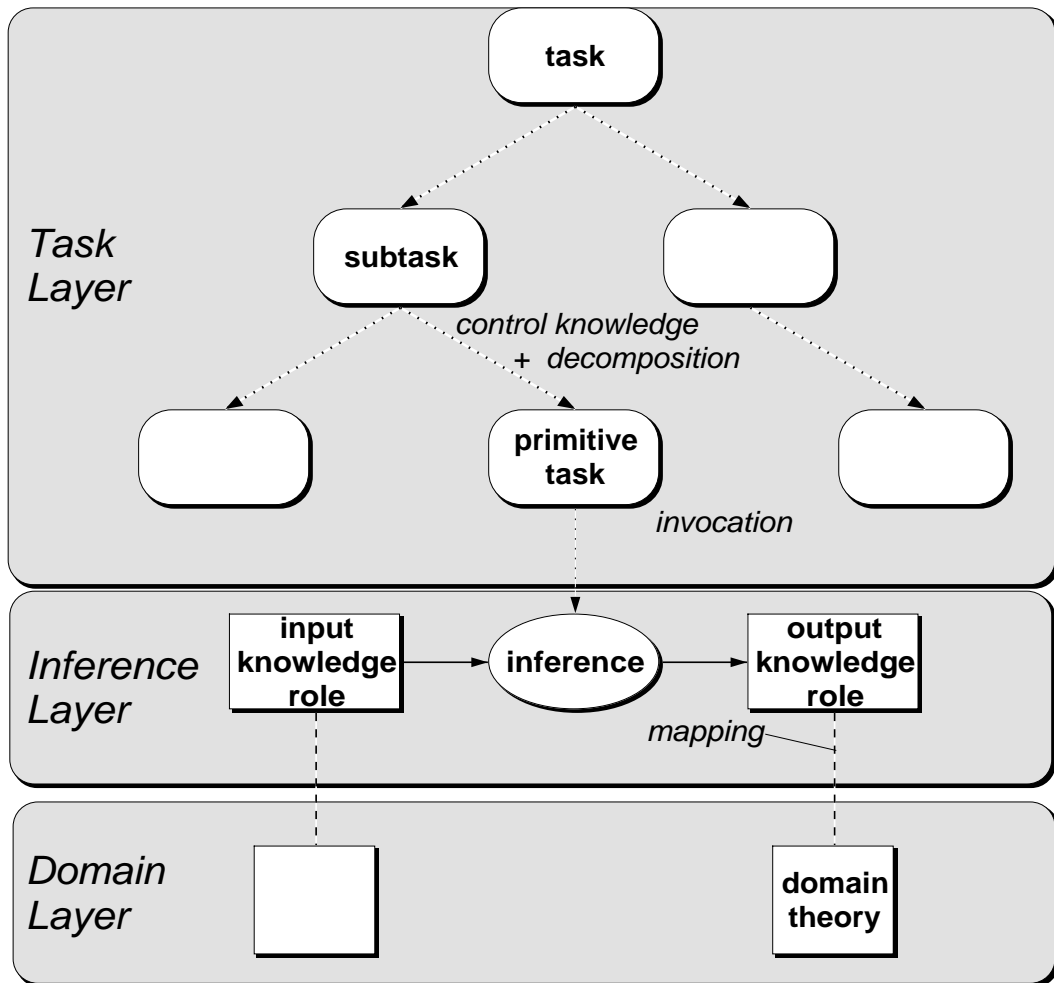 task
Task
Layer
subtask
control knowledge
+ decomposition
primitive
task
invocation
Inference
Layer
input
knowledge
role
inference
output
knowledge
role
mapping
Domain
Layer
domain
theory